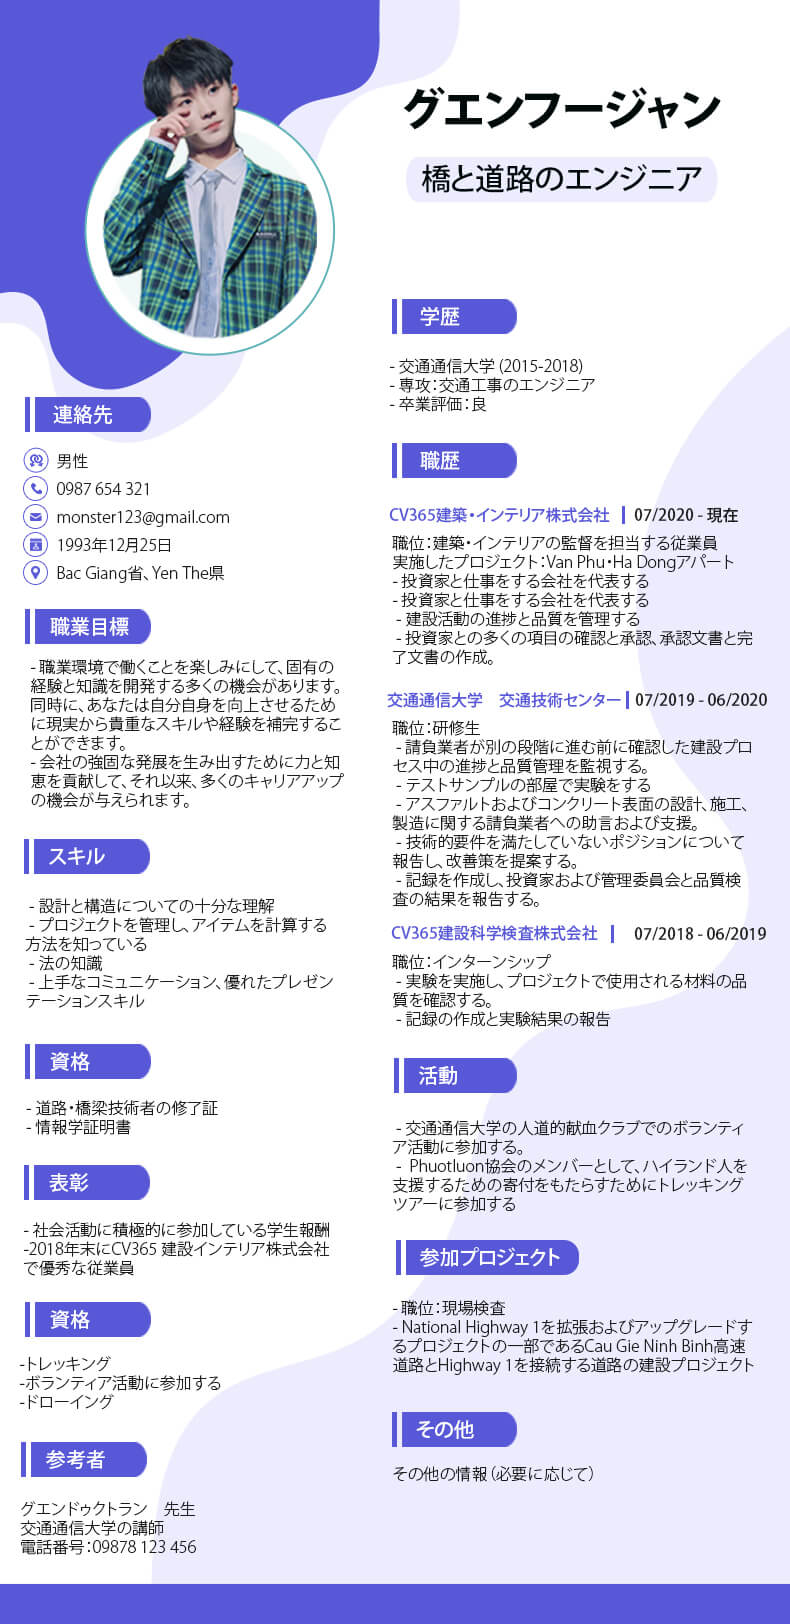 グエンフージャン
橋と道路のエンジニア
連絡先
男性
0987 654 321
monster123@gmail.com
1993年12月25日
Bac Giang省、Yen The県
職業目標
- 職業環境で働くことを楽しみにして、固有の
経験と知識を開発する多くの機会があります。
同時に、あなたは自分自身を向上させるため
に現実から貴重なスキルや経験を補完するこ
とができます。
- 会社の強固な発展を生み出すために力と知
恵を貢献して、それ以来、多くのキャリアアップ
の機会が与えられます。
スキル
- 設計と構造についての十分な理解
- プロジェクトを管理し、アイテムを計算する
方法を知っている
- 法の知識
- 上手なコミュニケーション、優れたプレゼン
テーションスキル
資格
- 道路・橋梁技術者の修了証
- 情報学証明書
表彰
- 社会活動に積極的に参加している学生報酬
-2018年末にCV365 建設インテリア株式会社
で優秀な従業員
資格
-トレッキング
-ボランティア活動に参加する
-ドローイング
参考者
グエンドゥクトラン　先生
交通通信大学の講師
電話番号：09878 123 456
学歴
- 交通通信大学 (2015-2018)
- 専攻：交通工事のエンジニア
- 卒業評価：良
職歴
CV365建築・インテリア株式会社 | 07/2020 - 現在
職位：建築・インテリアの監督を担当する従業員
実施したプロジェクト：Van Phu・Ha Dongアパート
- 投資家と仕事をする会社を代表する
- 投資家と仕事をする会社を代表する
- 建設活動の進捗と品質を管理する
- 投資家との多くの項目の確認と承認、承認文書と完
了文書の作成。
交通通信大学　交通技術センター | 07/2019 - 06/2020
職位：研修生
- 請負業者が別の段階に進む前に確認した建設プロ
セス中の進捗と品質管理を監視する。
- テストサンプルの部屋で実験をする
- アスファルトおよびコンクリート表面の設計、施工、
製造に関する請負業者への助言および支援。
- 技術的要件を満たしていないポジションについて
報告し、改善策を提案する。
- 記録を作成し、投資家および管理委員会と品質検
査の結果を報告する。
CV365建設科学検査株式会社 | 07/2018 - 06/2019
職位：インターンシップ
- 実験を実施し、プロジェクトで使用される材料の品
質を確認する。
- 記録の作成と実験結果の報告
活動
- 交通通信大学の人道的献血クラブでのボランティ
ア活動に参加する。
- Phuotluon協会のメンバーとして、ハイランド人を
支援するための寄付をもたらすためにトレッキング
ツアーに参加する
参加プロジェクト
- 職位：現場検査
- National Highway 1を拡張およびアップグレードす
るプロジェクトの一部であるCau Gie Ninh Binh高速
道路とHighway 1を接続する道路の建設プロジェクト
その他
その他の情報（必要に応じて）